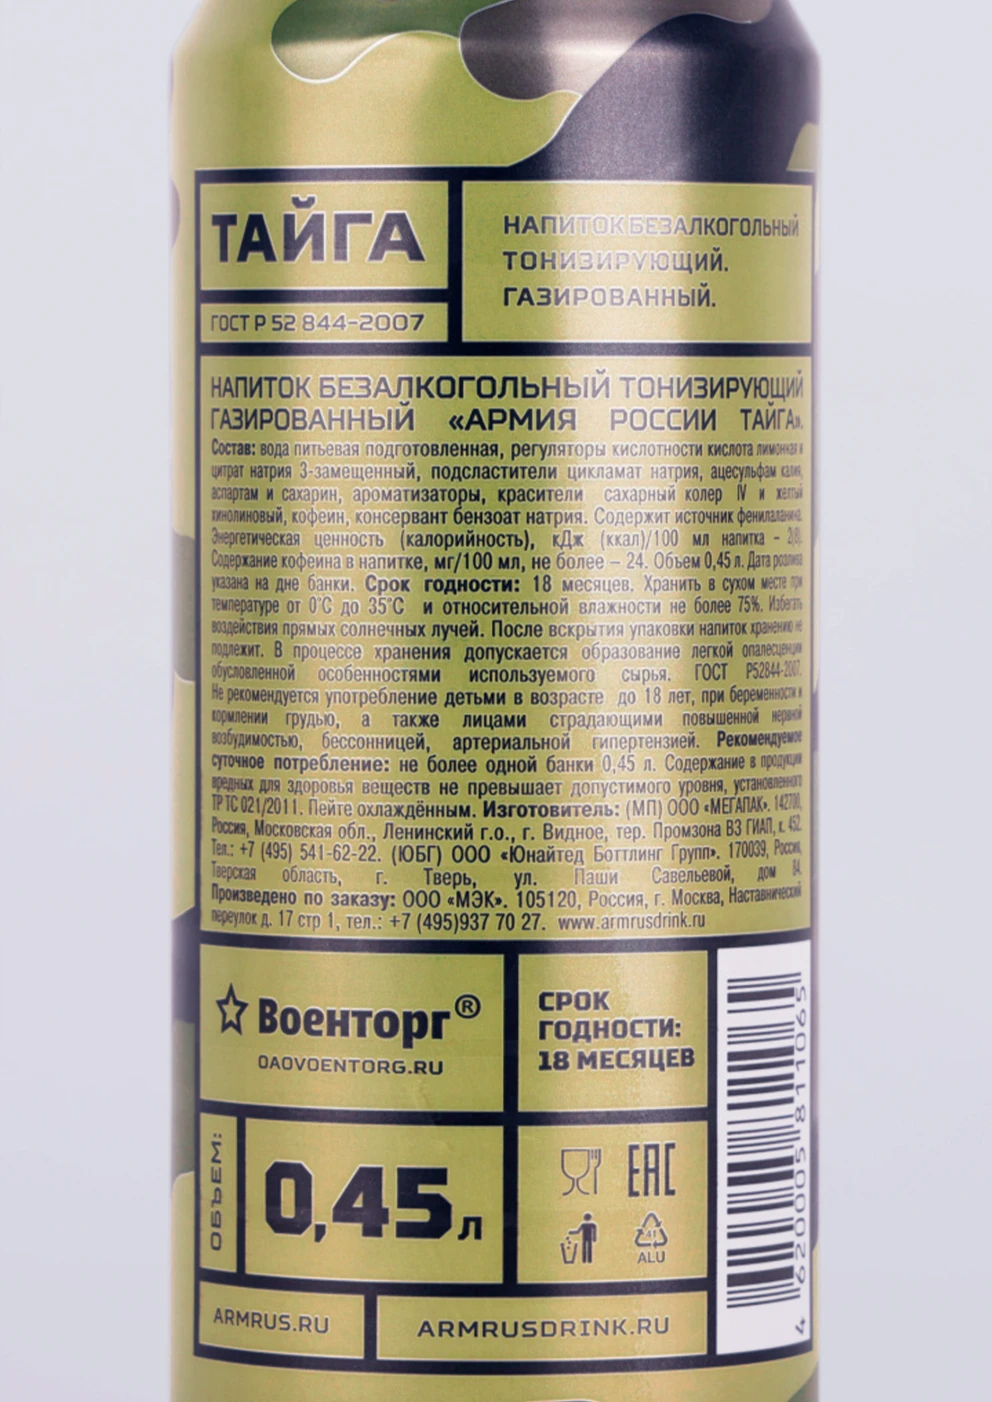 ТАЙГА
ГОСТ Р 52 844-2007
НАПИТОК БЕЗАЛКОГОЛЬНЫЙ
ТОНИЗИРУЮЩИЙ.
ГАЗИРОВАННЫЙ.
НАПИТОК БЕЗАЛКОГОЛЬНЫЙ ТОНИЗИРУЮЩИЙ
ГАЗИРОВАННЫЙ «АРМИЯ РОССИИ ТАЙГА».
Состав: вода питьевая подготовленная, регуляторы кислотности кислота лимонная и
цитрат натрия 3-замещенный, подсластители цикламат натрия, ацесульфам калия,
аспартам и сахарин, ароматизаторы, красители сахарный колер IV и желтый
хинолиновый, кофеин, консервант бензоат натрия. Содержит источник фенилаланина.
Энергетическая ценность (калорийность), кДж (ккал)/100 мл напитка - 2(8).
Содержание кофеина в напитке, мг/100 мл, не более – 24. Объем 0,45 л. Дата розлива
указана на дне банки. Срок годности: 18 месяцев. Хранить в сухом месте при
температуре от 0°С до 35°С и относительной влажности не более 75%. Избегать
воздействия прямых солнечных лучей. После вскрытия упаковки напиток хранению не
подлежит. В процессе хранения допускается образование легкой опалесценции
обусловленной особенностями используемого сырья. ГОСТ Р52844-2007.
Не рекомендуется употребление детьми в возрасте до 18 лет, при беременности и
кормлении грудью, а также лицами страдающими повышенной нервной
возбудимостью, бессонницей, артериальной гипертензией. Рекомендуемое
суточное потребление: не более одной банки 0,45 л. Содержание в продукции
вредных для здоровья веществ не превышает допустимого уровня, установленного
ТР ТС 021/2011. Пейте охлаждённым. Изготовитель: (МП) ООО «МЕГАПАК». 142700,
Россия, Московская обл., Ленинский г.о., г. Видное, тер. Промзона ВЗ ГИАП, к. 452.
Тел.: +7 (495) 541-62-22. (ЮБГ) ООО «Юнайтед Боттлинг Групп». 170039, Россия,
Тверская область, г. Тверь, ул. Паши Савельевой, дом 84.
Произведено по заказу: ООО «МЭК». 105120, Россия, г. Москва, Наставнический
переулок д. 17 стр 1, тел.: +7 (495)937 70 27. www.armrusdrink.ru
Военторг®
OAOVOENTORG.RU
СРОК
ГОДНОСТИ:
18 МЕСЯЦЕВ
ОБЪЕМ:
0,45 л
EAC
41
ALU
ARMRUS.RU
ARMRUSDRINK.RU
4 620005 811065